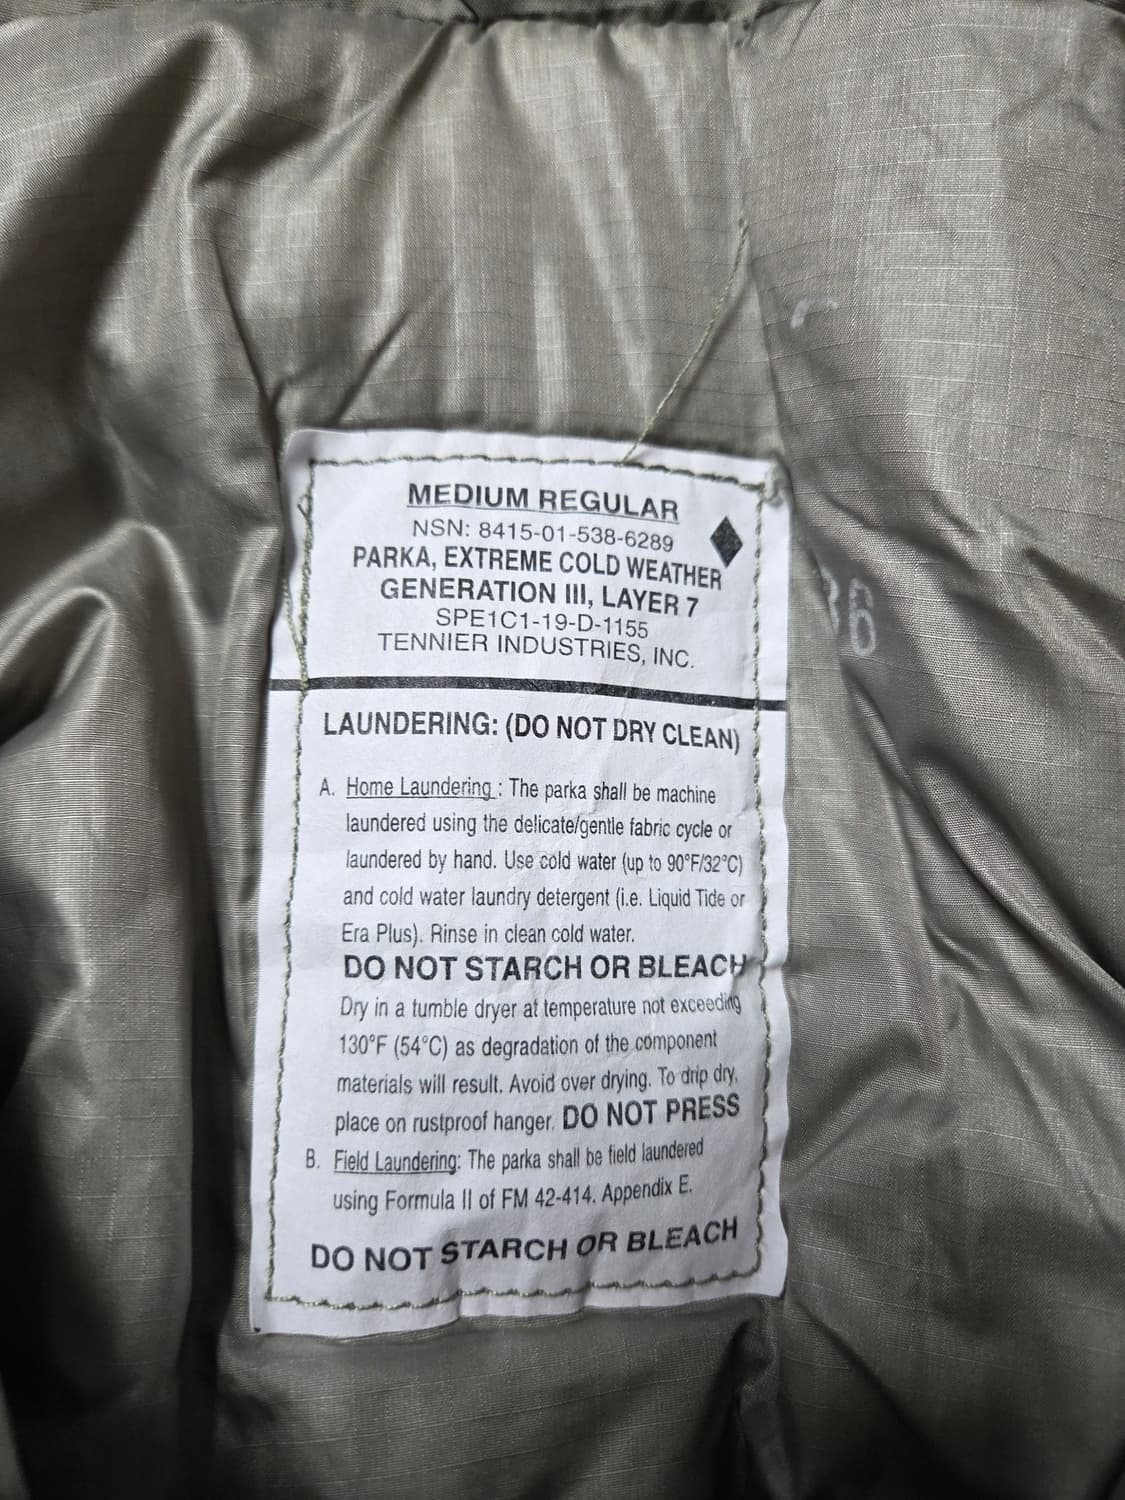 MEDIUM REGULAR
NSN: 8415-01-538-6289
PARKA, EXTREME COLD WEATHER
GENERATION III, LAYER 7
SPE1C1-19-D-1155
TENNIER INDUSTRIES, INC.
LAUNDERING: (DO NOT DRY CLEAN)
A. Home Laundering : The parka shall be machine
laundered using the delicate/gentle fabric cycle or
laundered by hand. Use cold water (up to 90°F/32°C)
and cold water laundry detergent (i.e. Liquid Tide or
Era Plus). Rinse in clean cold water.
DO NOT STARCH OR BLEACH
Dry in a tumble dryer at temperature not exceeding
130°F (54°C) as degradation of the component
materials will result. Avoid over drying. To drip dry,
place on rustproof hanger. DO NOT PRESS
B. Field Laundering: The parka shall be field laundered
using Formula II of FM 42-414. Appendix E.
DO NOT STARCH OR BLEACH